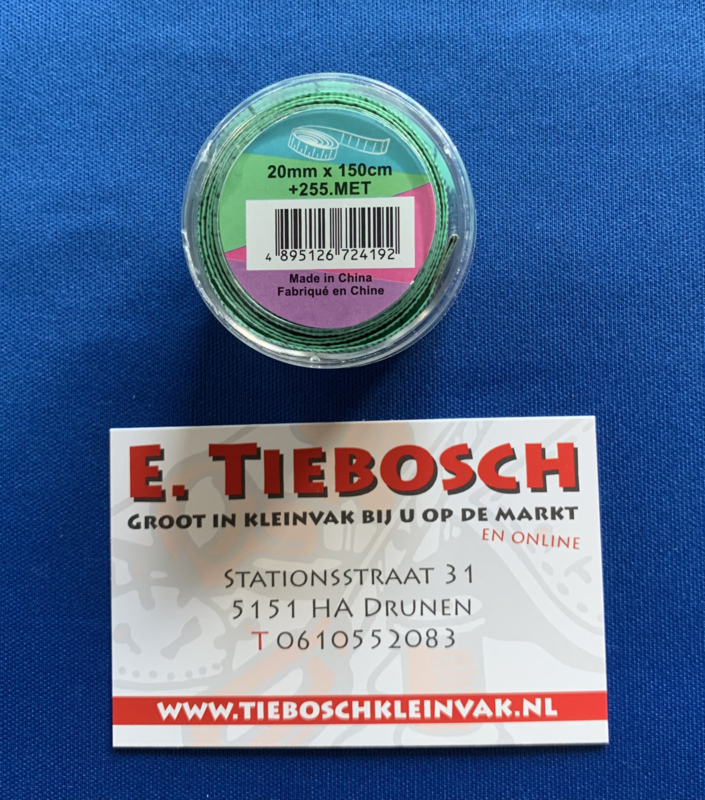 20mm x 150cm
+255.MET
4 895126 724192
Made in China
Fabriqué en Chine
E. TIEBOSCH
GROOT IN KLEINVAK BIJ U OP DE MARKT
EN ONLINE
STATIONSSTRAAT 31
5151 HA DRUNEN
T 0610552083
WWW.TIEBOSCHKLEINVAK.NL